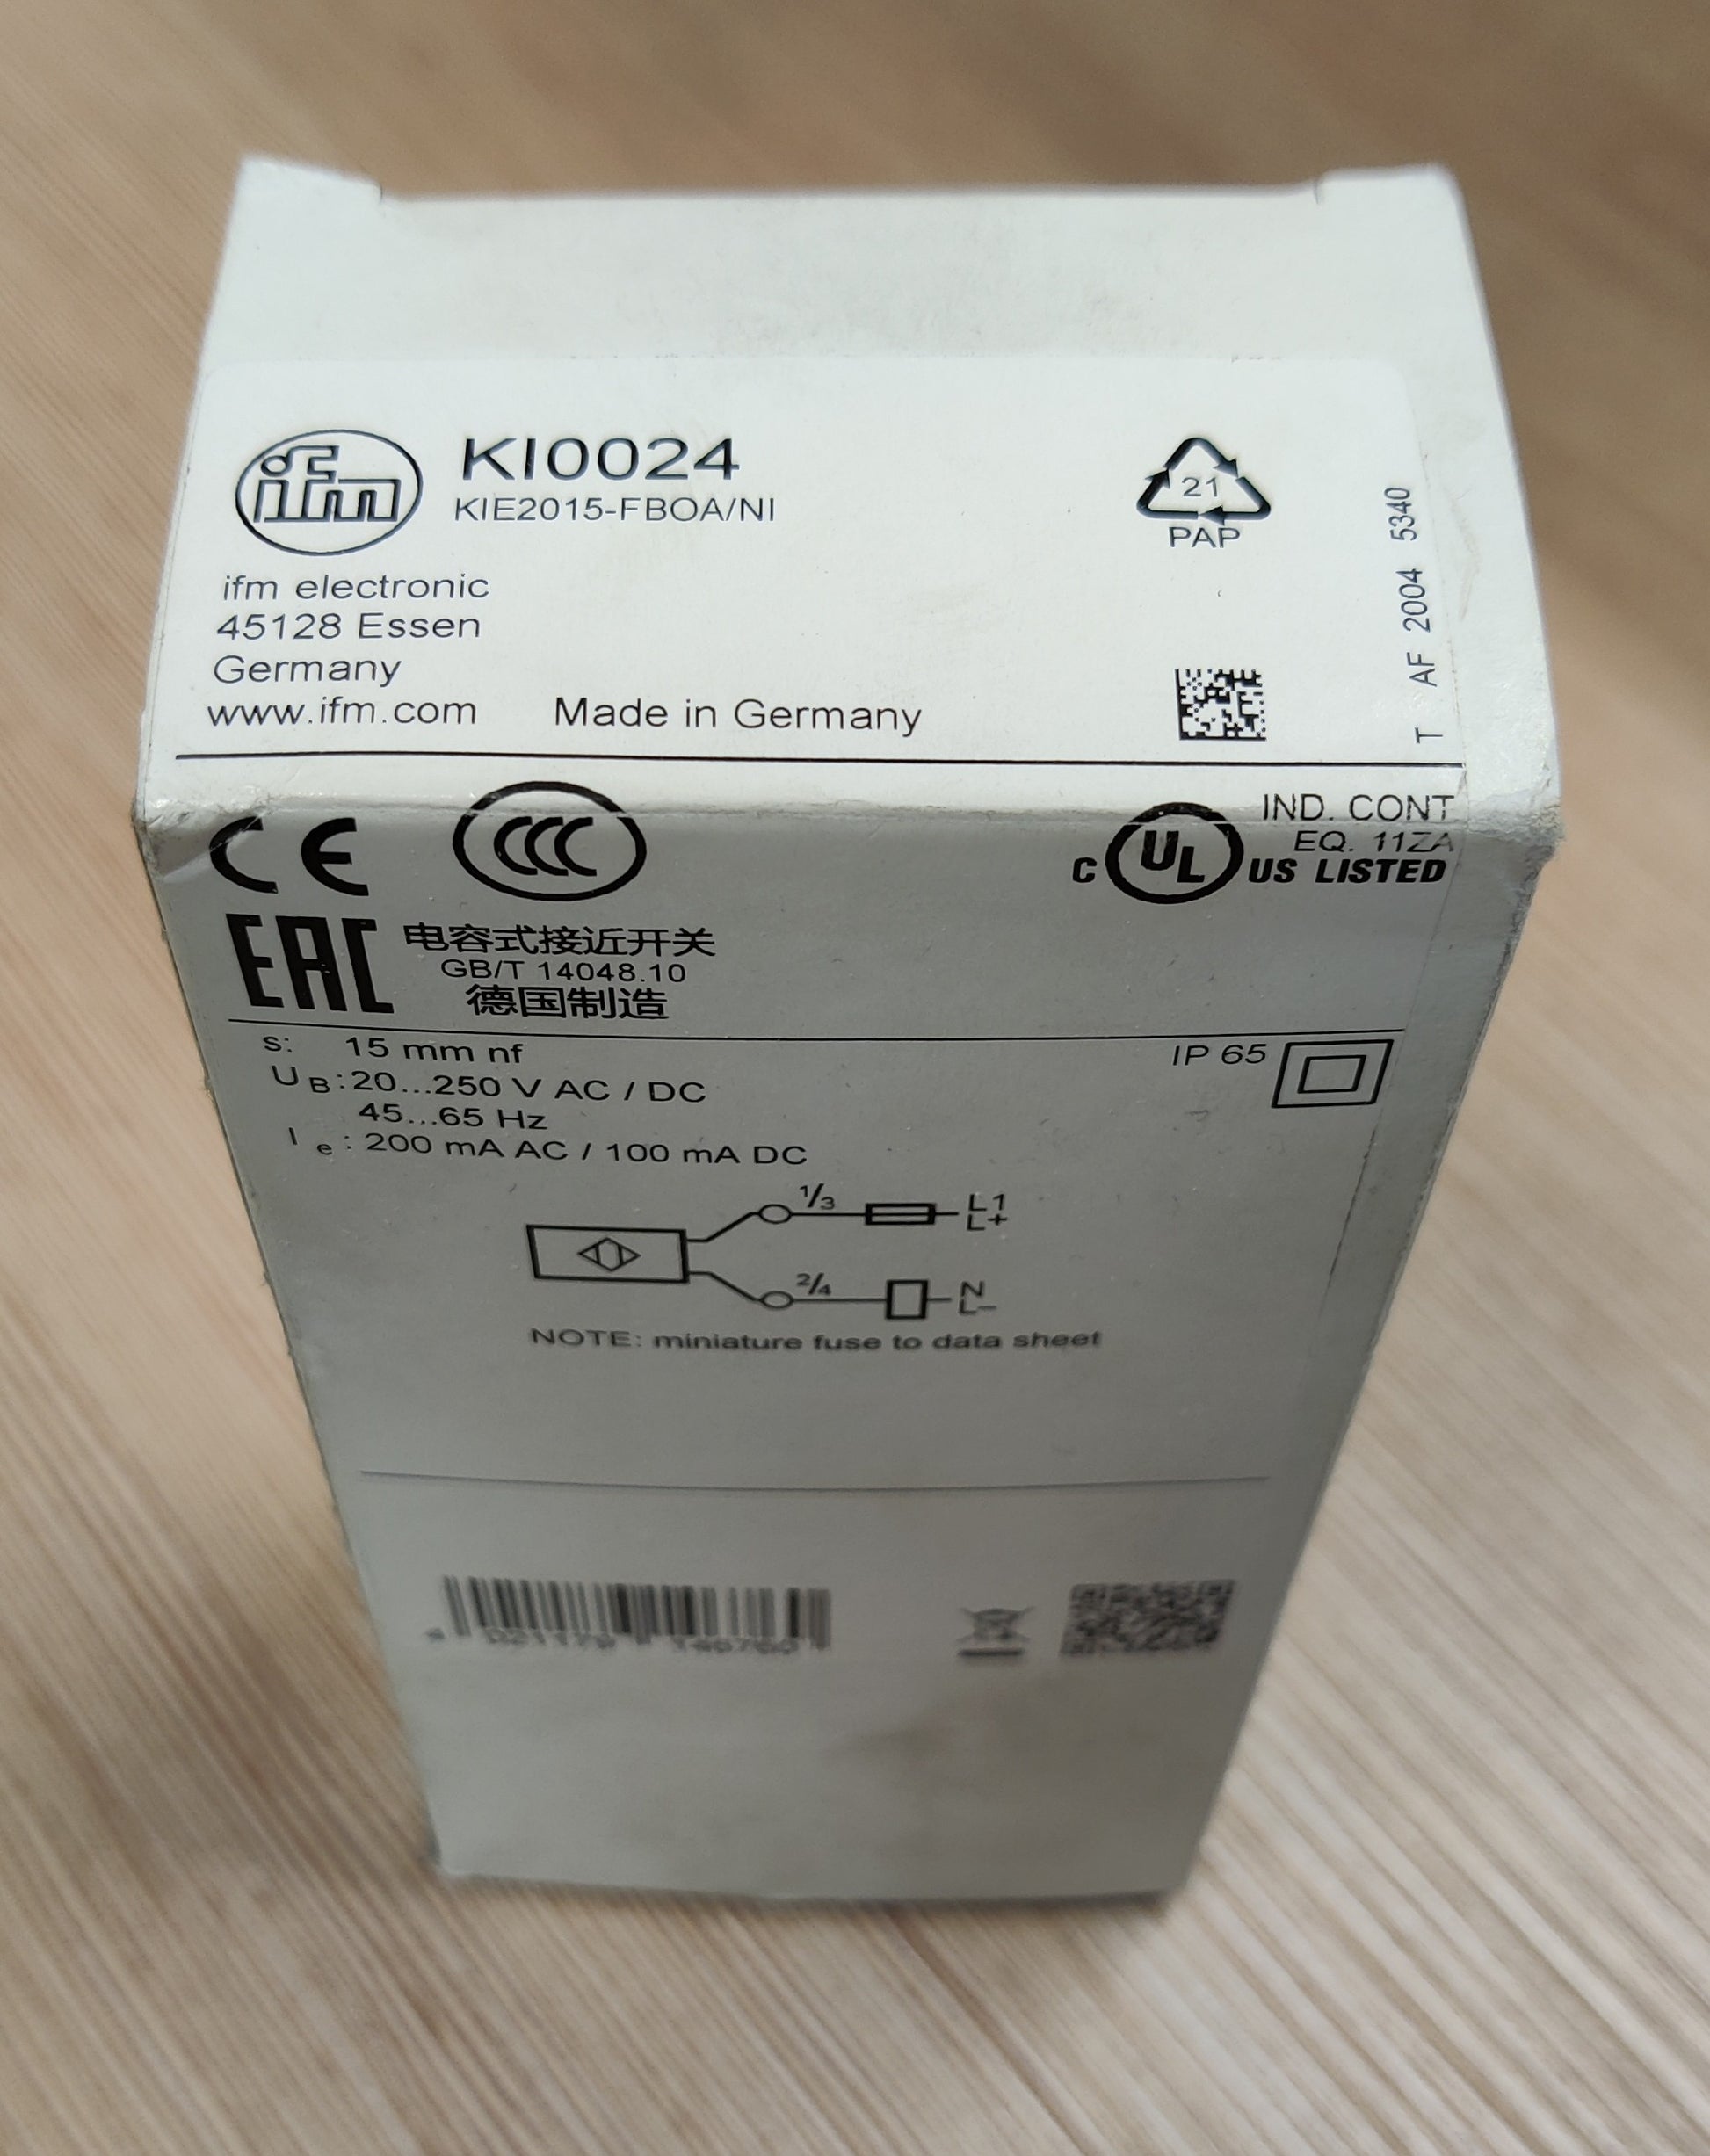 ifm
KI0024
KIE2015-FBOA/NI
21
PAP
ifm electronic
45128 Essen
Germany
www.ifm.com Made in Germany
T AF 2004 5340
CE
CCC
C UL US LISTED
IND. CONT
EQ. 11ZA
EAC
电容式接近开关
GB/T 14048.10
德国制造
s: 15 mm nf
IP 65
UB: 20...250 V AC / DC
45...65 Hz
Ie: 200 mA AC / 100 mA DC
1/3
L1
L+
2/4
N
L–
NOTE: miniature fuse to data sheet